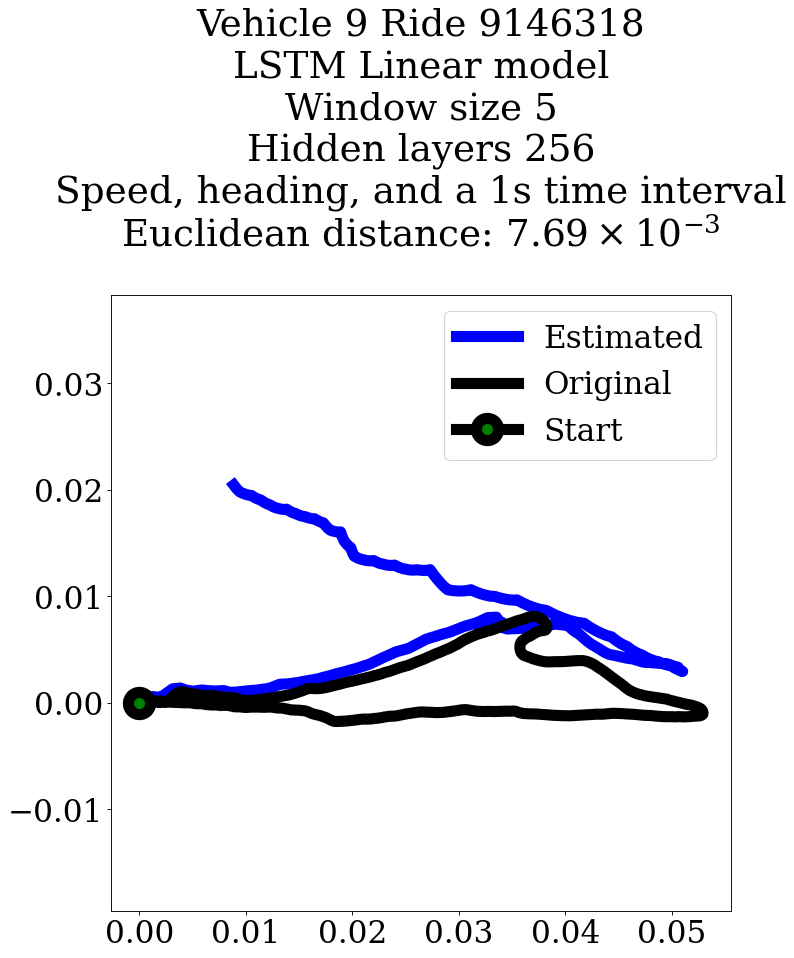 Vehicle 9 Ride 9146318
LSTM Linear model
Window size 5
Hidden layers 256
Speed, heading, and a 1s time interval
Euclidean distance: 7.69 × 10⁻³
Estimated
Original
Start
0.03
0.02
0.01
0.00
−0.01
0.00 0.01 0.02 0.03 0.04 0.05